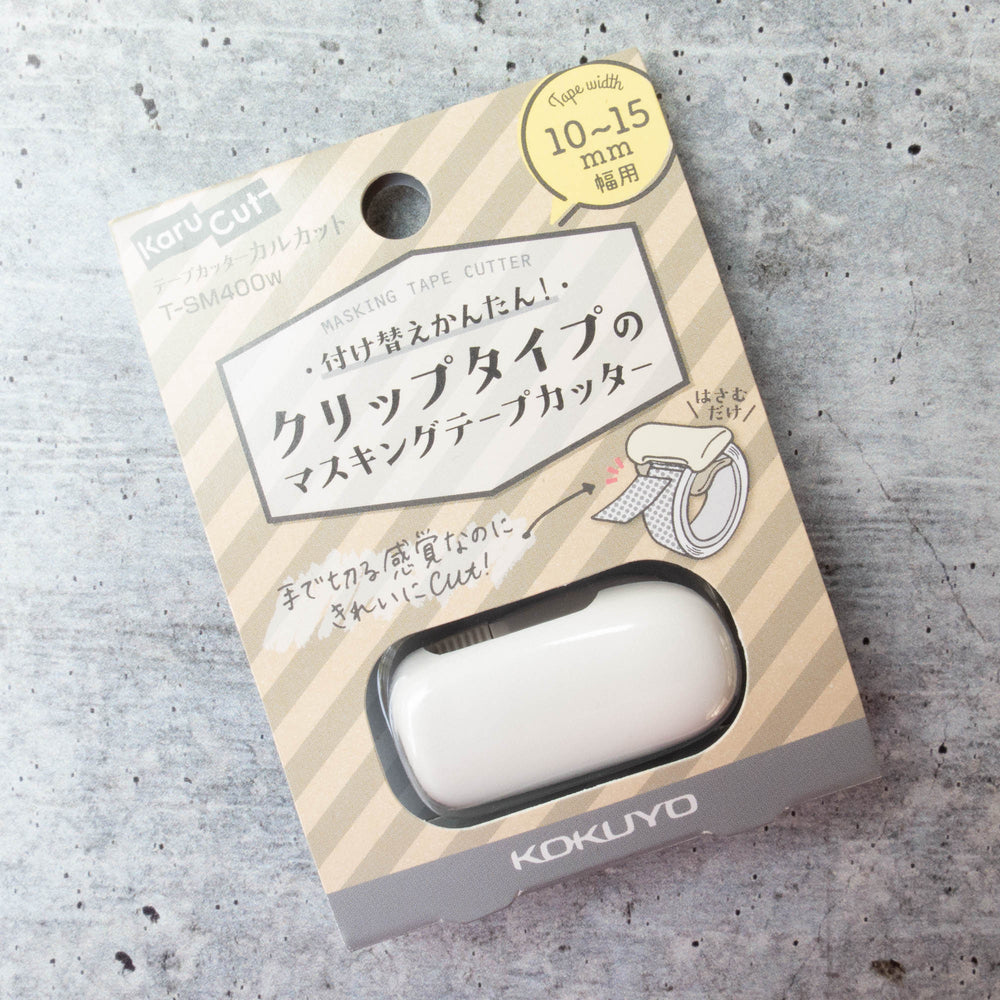 Karu Cut
テープカッターカルカット
T-SM400W
Tape width
10~15
mm
幅用
MASKING TAPE CUTTER
・付け替えかんたん!・
クリップタイプの
マスキングテープカッター
はさむ
だけ
手で切る感覚なのに
きれいにCut!
KOKUYO